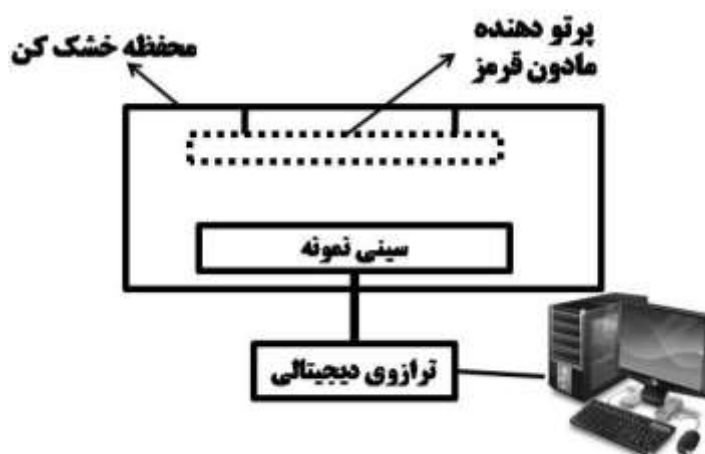 پرتو دهنده
مادون قرمز
محفظه خشک کن
سینی نمونه
ترازوی دیجیتالی